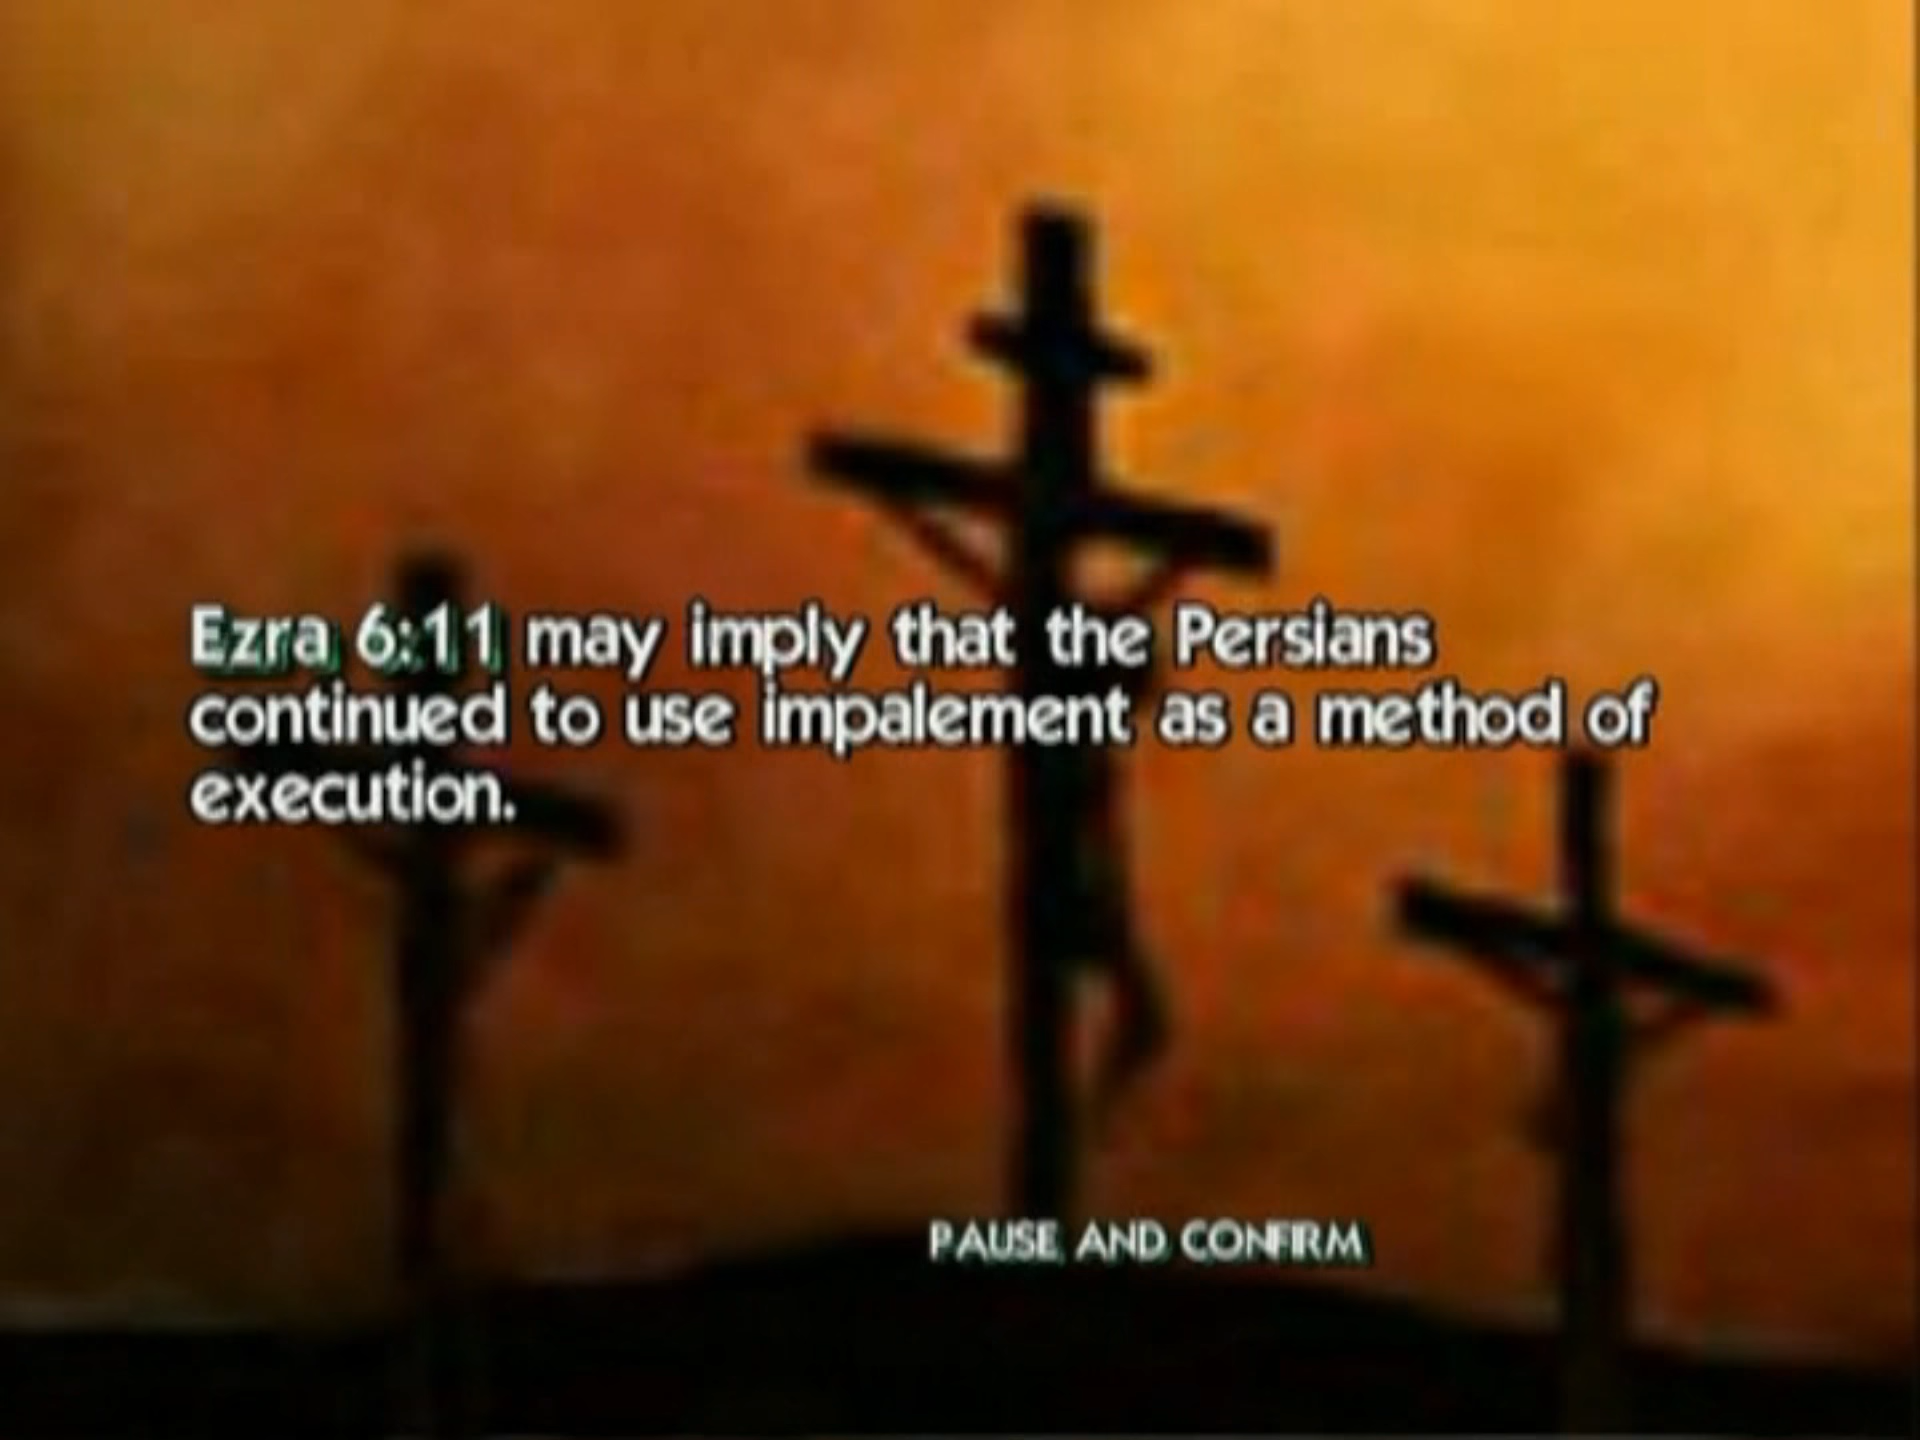 Ezra 6:11 may imply that the Persians
continued to use impalement as a method of
execution.
PAUSE AND CONFIRM